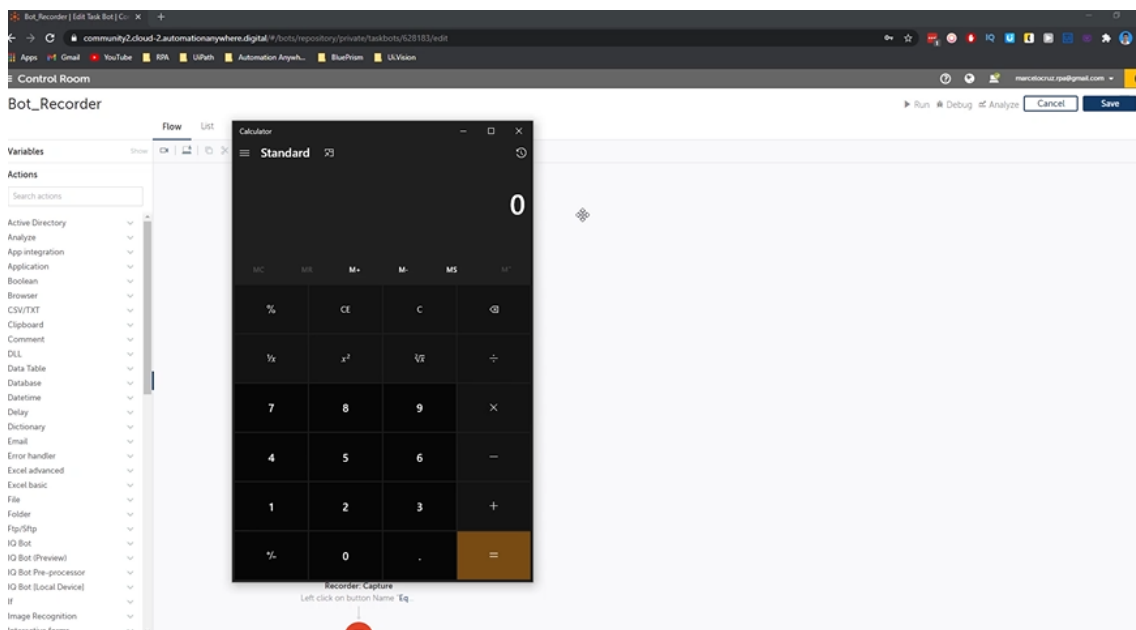 Bot_Recorder | Edit Task Bot | Co
community2.cloud-2.automationanywhere.digital/#/bots/repository/private/taskbots/628183/edit
Apps Gmail YouTube RPA UiPath Automation Anywh... BluePrism Ui.Vision
Control Room marcelocruz.rpa@gmail.com
Bot_Recorder Run Debug Analyze Cancel Save
Flow List
Variables Show
Actions
Search actions
Active Directory
Analyze
App integration
Application
Boolean
Browser
CSV/TXT
Clipboard
Comment
DLL
Data Table
Database
Datetime
Delay
Dictionary
Email
Error handler
Excel advanced
Excel basic
File
Folder
Ftp/Sftp
IQ Bot
IQ Bot (Preview)
IQ Bot Pre-processor
IQ Bot [Local Device]
If
Image Recognition
Calculator
Standard
0
MC MR M+ M- MS M˅
% CE C
⅟x x² ²√x ÷
7 8 9 ×
4 5 6 −
1 2 3 +
+/- 0 . =
Recorder: Capture
Left click on button Name "Eq...